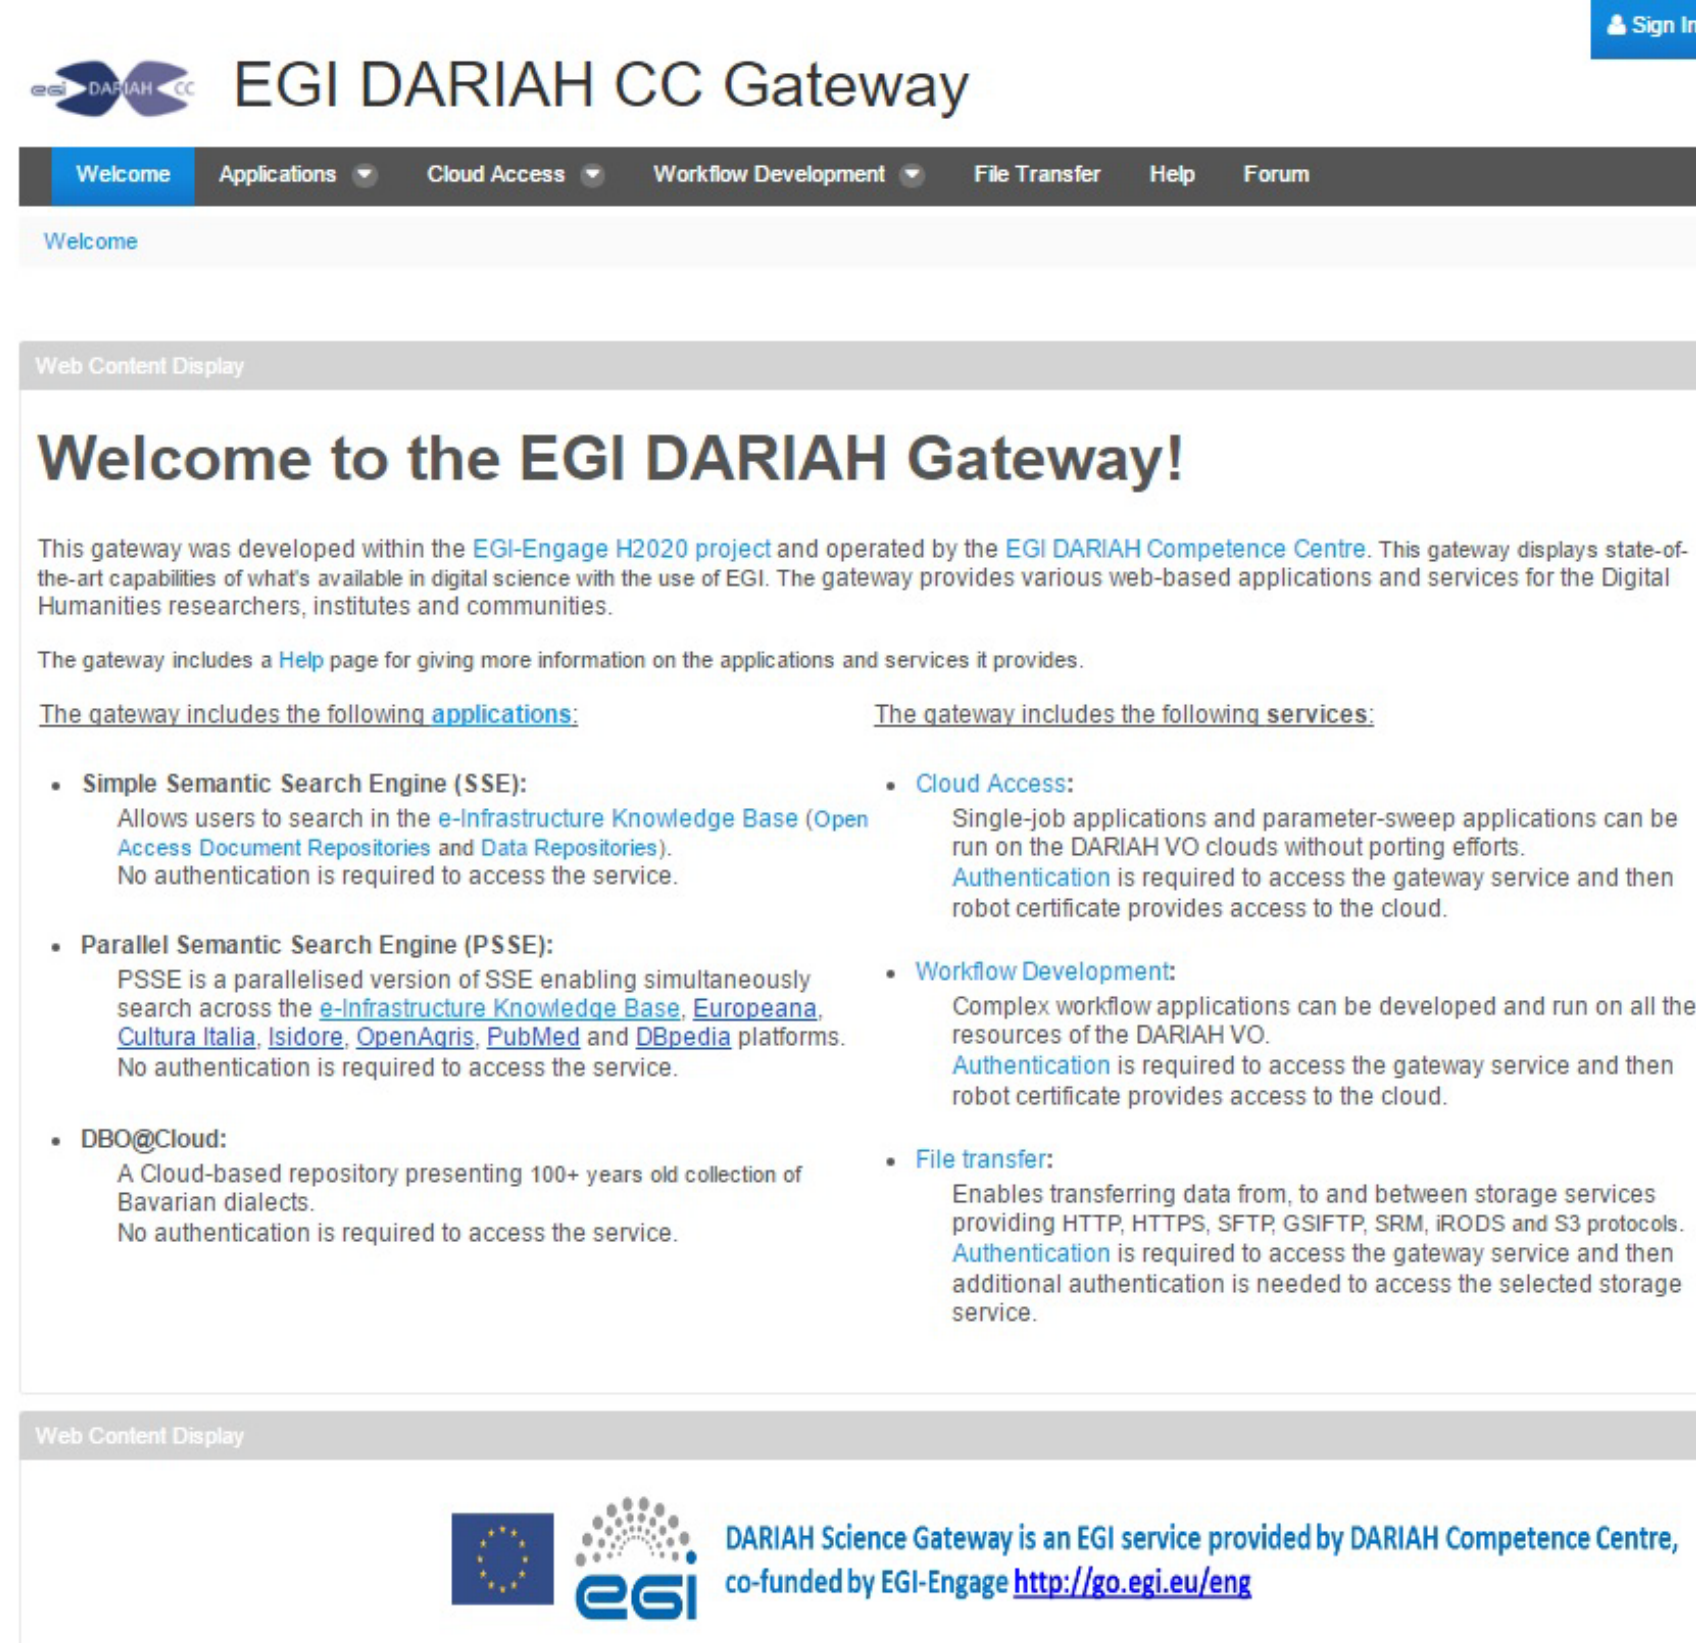 Sign In
egi DARIAH CC
EGI DARIAH CC Gateway
Welcome Applications Cloud Access Workflow Development File Transfer Help Forum
Welcome
Web Content Display
Welcome to the EGI DARIAH Gateway!
This gateway was developed within the EGI-Engage H2020 project and operated by the EGI DARIAH Competence Centre. This gateway displays state-of-
the-art capabilities of what's available in digital science with the use of EGI. The gateway provides various web-based applications and services for the Digital
Humanities researchers, institutes and communities.
The gateway includes a Help page for giving more information on the applications and services it provides.
The gateway includes the following applications:
• Simple Semantic Search Engine (SSE):
Allows users to search in the e-Infrastructure Knowledge Base (Open
Access Document Repositories and Data Repositories).
No authentication is required to access the service.
• Parallel Semantic Search Engine (PSSE):
PSSE is a parallelised version of SSE enabling simultaneously
search across the e-Infrastructure Knowledge Base, Europeana,
Cultura Italia, Isidore, OpenAgris, PubMed and DBpedia platforms.
No authentication is required to access the service.
• DBO@Cloud:
A Cloud-based repository presenting 100+ years old collection of
Bavarian dialects.
No authentication is required to access the service.
The gateway includes the following services:
• Cloud Access:
Single-job applications and parameter-sweep applications can be
run on the DARIAH VO clouds without porting efforts.
Authentication is required to access the gateway service and then
robot certificate provides access to the cloud.
• Workflow Development:
Complex workflow applications can be developed and run on all the
resources of the DARIAH VO.
Authentication is required to access the gateway service and then
robot certificate provides access to the cloud.
• File transfer:
Enables transferring data from, to and between storage services
providing HTTP, HTTPS, SFTP, GSIFTP, SRM, iRODS and S3 protocols.
Authentication is required to access the gateway service and then
additional authentication is needed to access the selected storage
service.
Web Content Display
egi
DARIAH Science Gateway is an EGI service provided by DARIAH Competence Centre,
co-funded by EGI-Engage http://go.egi.eu/eng